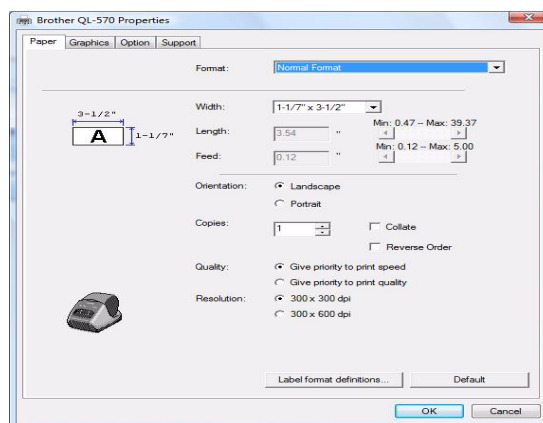 Brother QL-570 Properties
Paper Graphics Option Support
Format: Normal Format
Width: 1-1/7" x 3-1/2"
3-1/2"
A 1-1/7"
Min: 0.47 -- Max: 39.37
Length: 3.54 "
Min: 0.12 -- Max: 5.00
Feed: 0.12 "
Orientation: Landscape
Portrait
Copies: 1 Collate
Reverse Order
Quality: Give priority to print speed
Give priority to print quality
Resolution: 300 x 300 dpi
300 x 600 dpi
Label format definitions... Default
OK Cancel